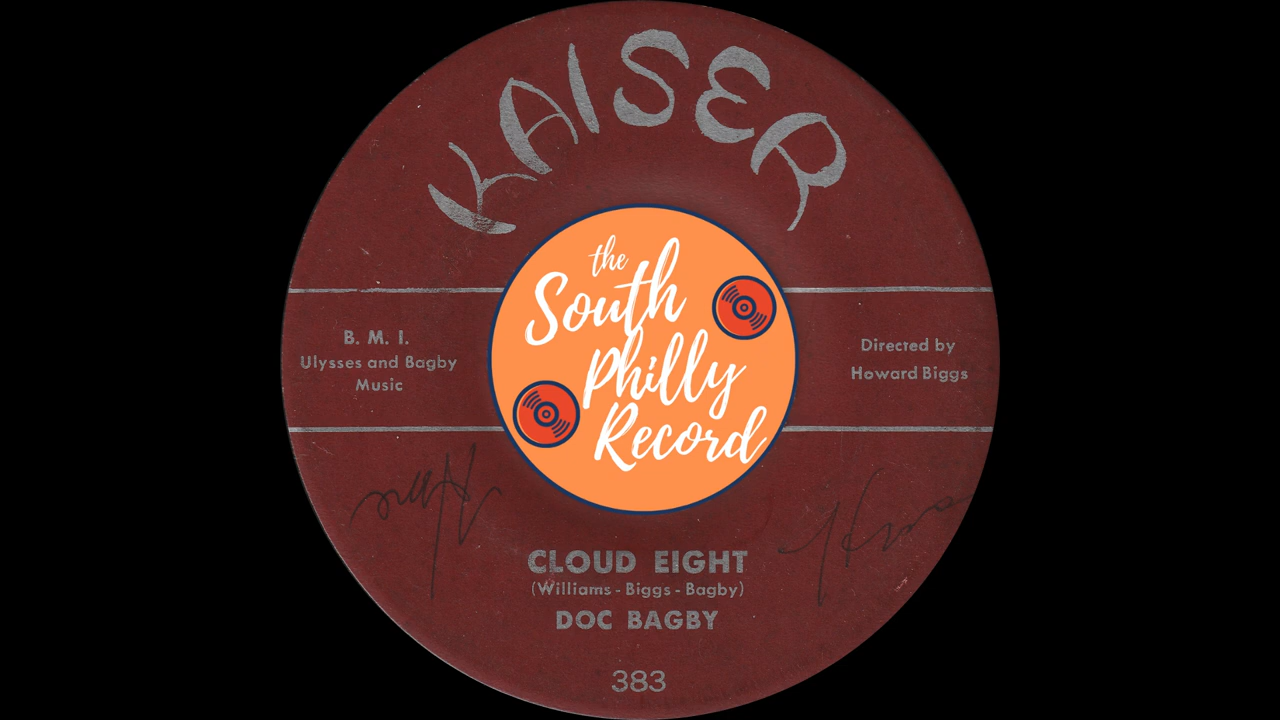 KAISER
the
South
Philly
Record
B. M. I.
Ulysses and Bagby
Music
Directed by
Howard Biggs
CLOUD EIGHT
(Williams - Biggs - Bagby)
DOC BAGBY
383